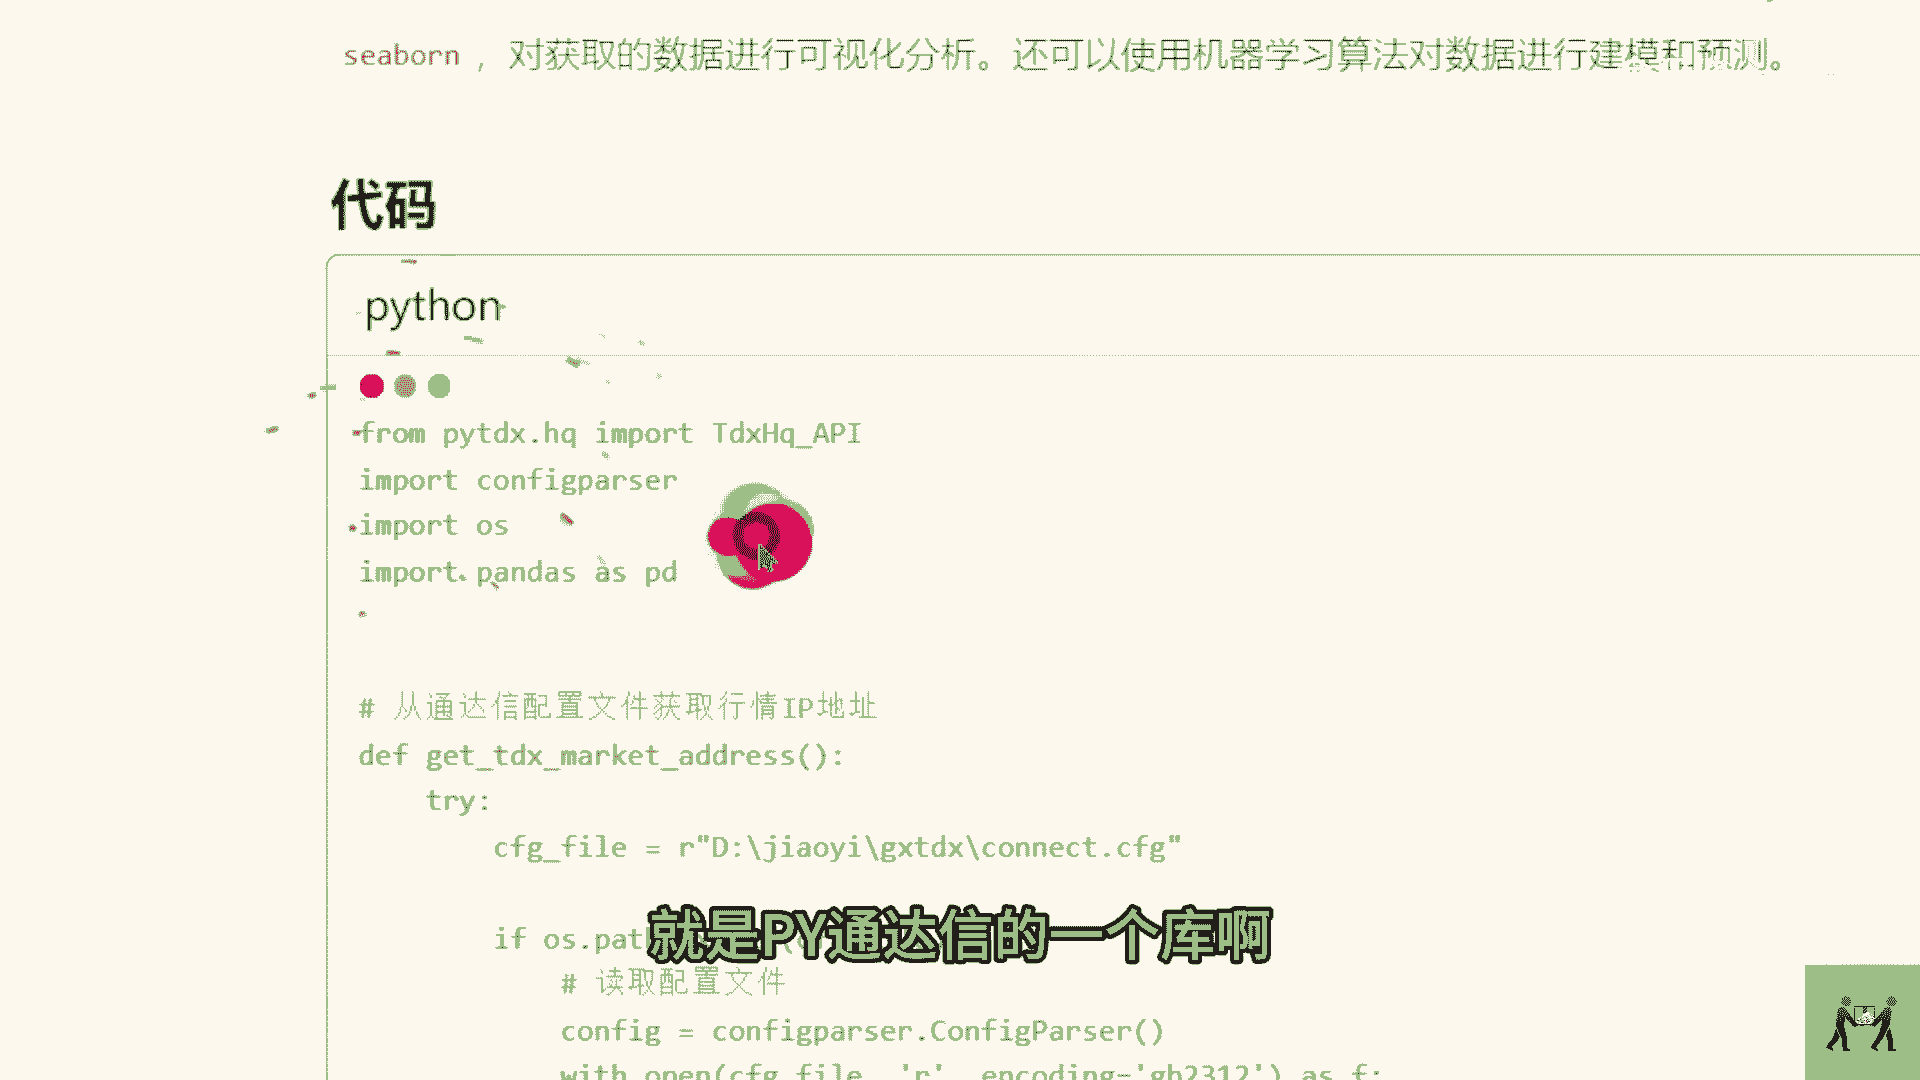 seaborn ，对获取的数据进行可视化分析。还可以使用机器学习算法对数据进行建模和预测。
代码
python
from pytdx.hq import TdxHq_API
import configparser
import os
import pandas as pd
# 从通达信配置文件获取行情IP地址
def get_tdx_market_address():
try:
cfg_file = r"D:\jiaoyi\gxtdx\connect.cfg"
if os.pat
就是PY通达信的一个库啊
# 读取配置文件
config = configparser.ConfigParser()
with open(cfg_file, 'r', encoding='gb2312') as f: